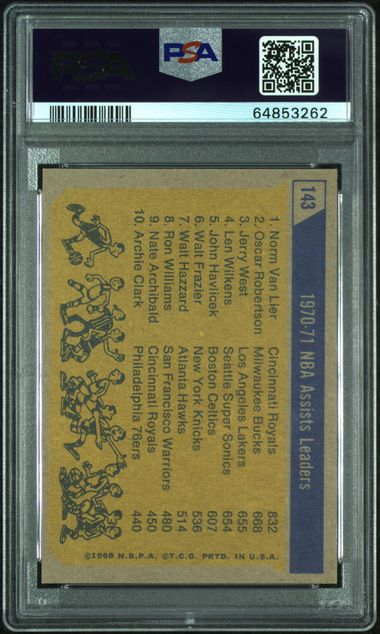 PSA
PSA
64853262
143
1970-71 NBA Assists Leaders
1. Norm Van Lier Cincinnati Royals 832
2. Oscar Robertson Milwaukee Bucks 668
3. Jerry West Los Angeles Lakers 655
4. Len Wilkens Seattle Super Sonics 654
5. John Havlicek Boston Celtics 607
6. Walt Frazier New York Knicks 536
7. Walt Hazzard Atlanta Hawks 514
8. Ron Williams San Francisco Warriors 480
9. Nate Archibald Cincinnati Royals 450
10. Archie Clark Philadelphia 76ers 440
©1968 N.B.P.A. ©T.C.G. PRTD. IN U.S.A.